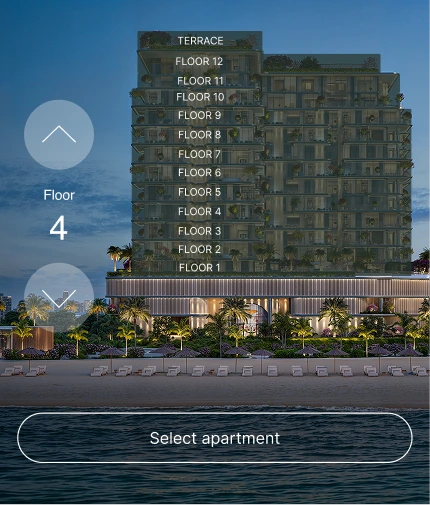 TERRACE
FLOOR 12
FLOOR 11
FLOOR 10
FLOOR 9
FLOOR 8
FLOOR 7
FLOOR 6
FLOOR 5
FLOOR 4
FLOOR 3
FLOOR 2
FLOOR 1
Floor
4
Select apartment